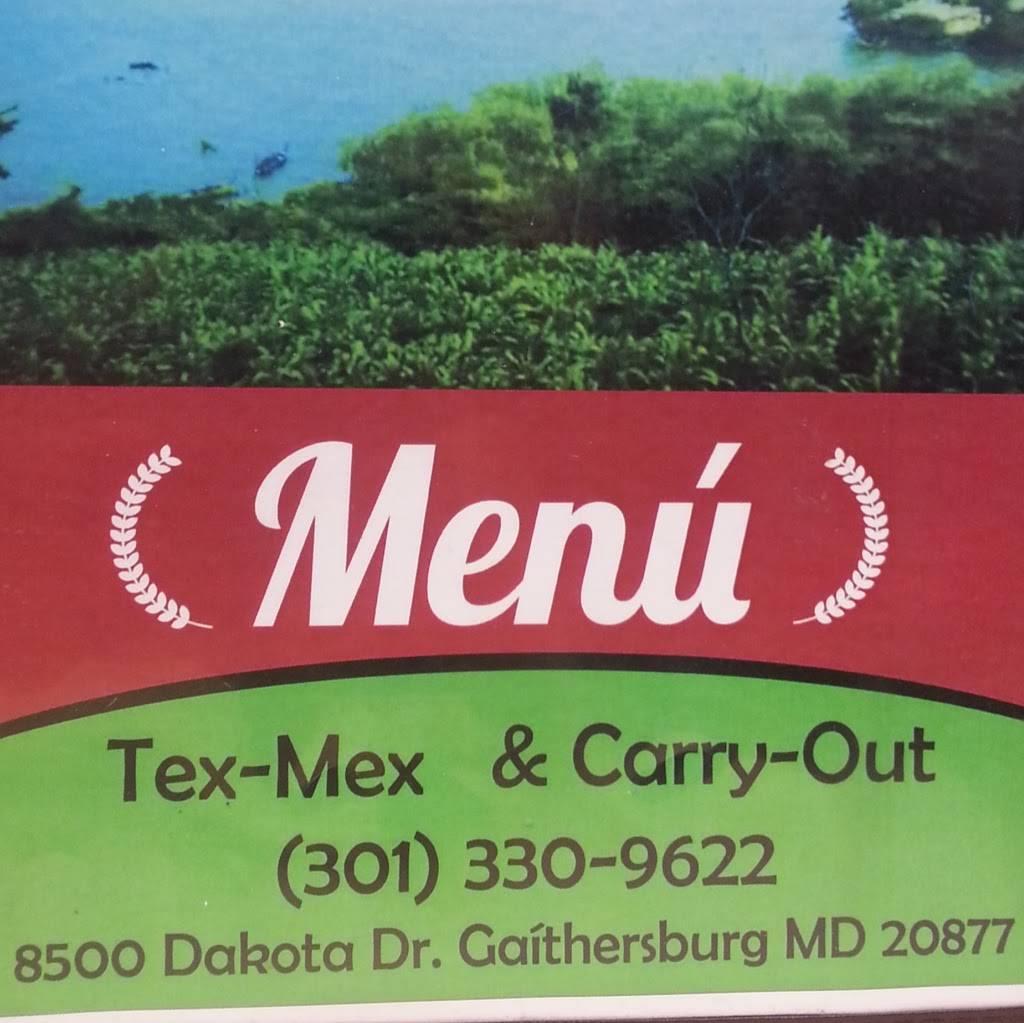 Menú
Tex-Mex & Carry-Out
(301) 330-9622
8500 Dakota Dr. Gaíthersburg MD 20877